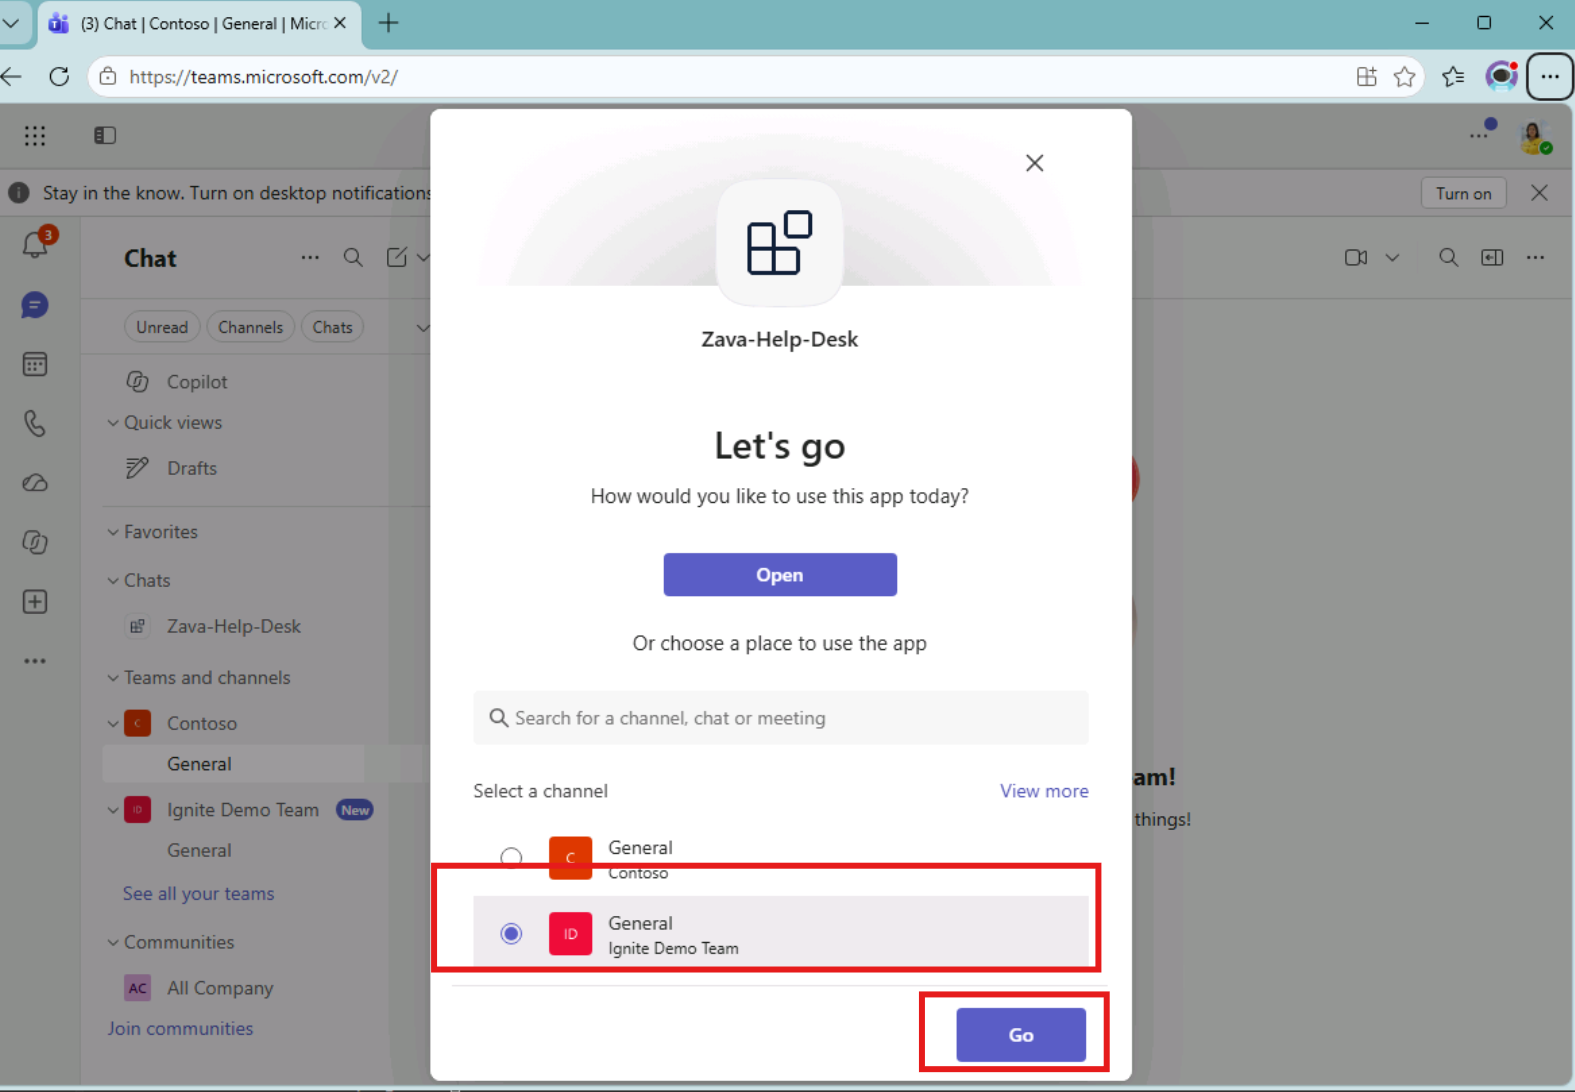 (3) Chat | Contoso | General | Micro
https://teams.microsoft.com/v2/
Stay in the know. Turn on desktop notifications
Turn on
3
Chat
Unread
Channels
Chats
Copilot
Quick views
Drafts
Favorites
Chats
Zava-Help-Desk
Teams and channels
C
Contoso
General
ID
Ignite Demo Team
New
General
See all your teams
Communities
AC
All Company
Join communities
Zava-Help-Desk
Let's go
How would you like to use this app today?
Open
Or choose a place to use the app
Search for a channel, chat or meeting
Select a channel
View more
C
General
Contoso
ID
General
Ignite Demo Team
Go
am!
things!